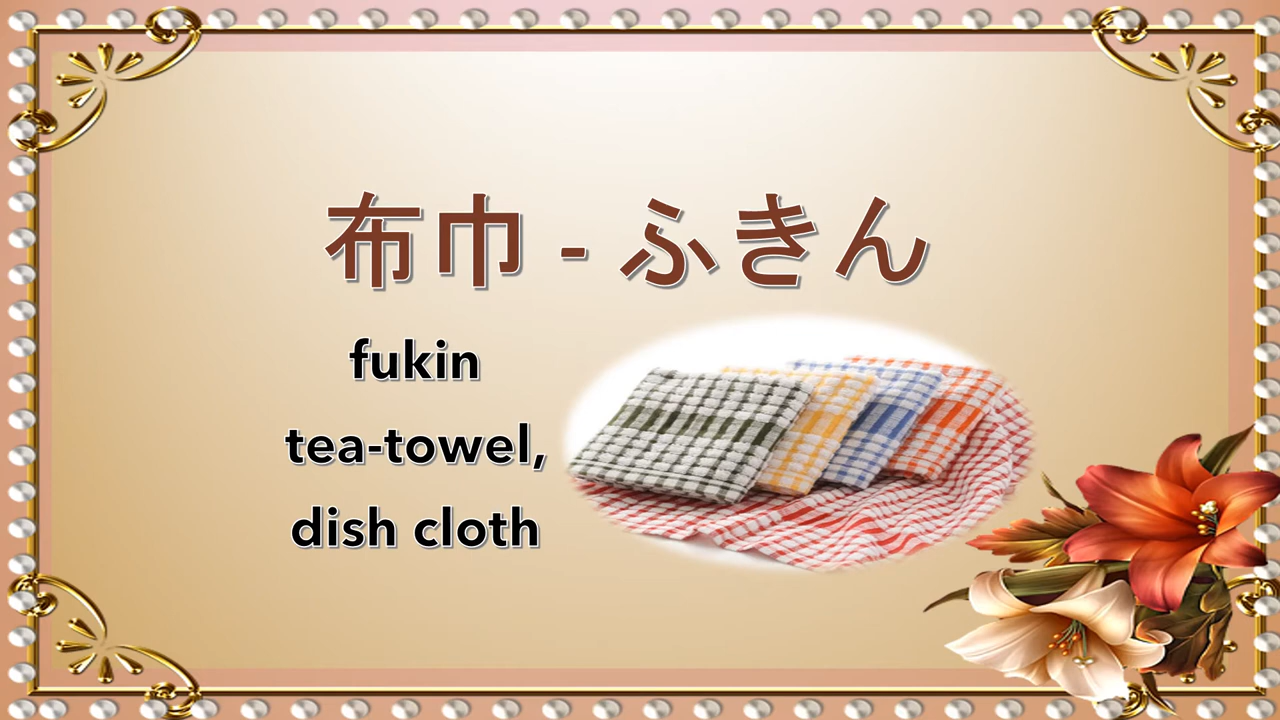 布巾 - ふきん
fukin
tea-towel,
dish cloth